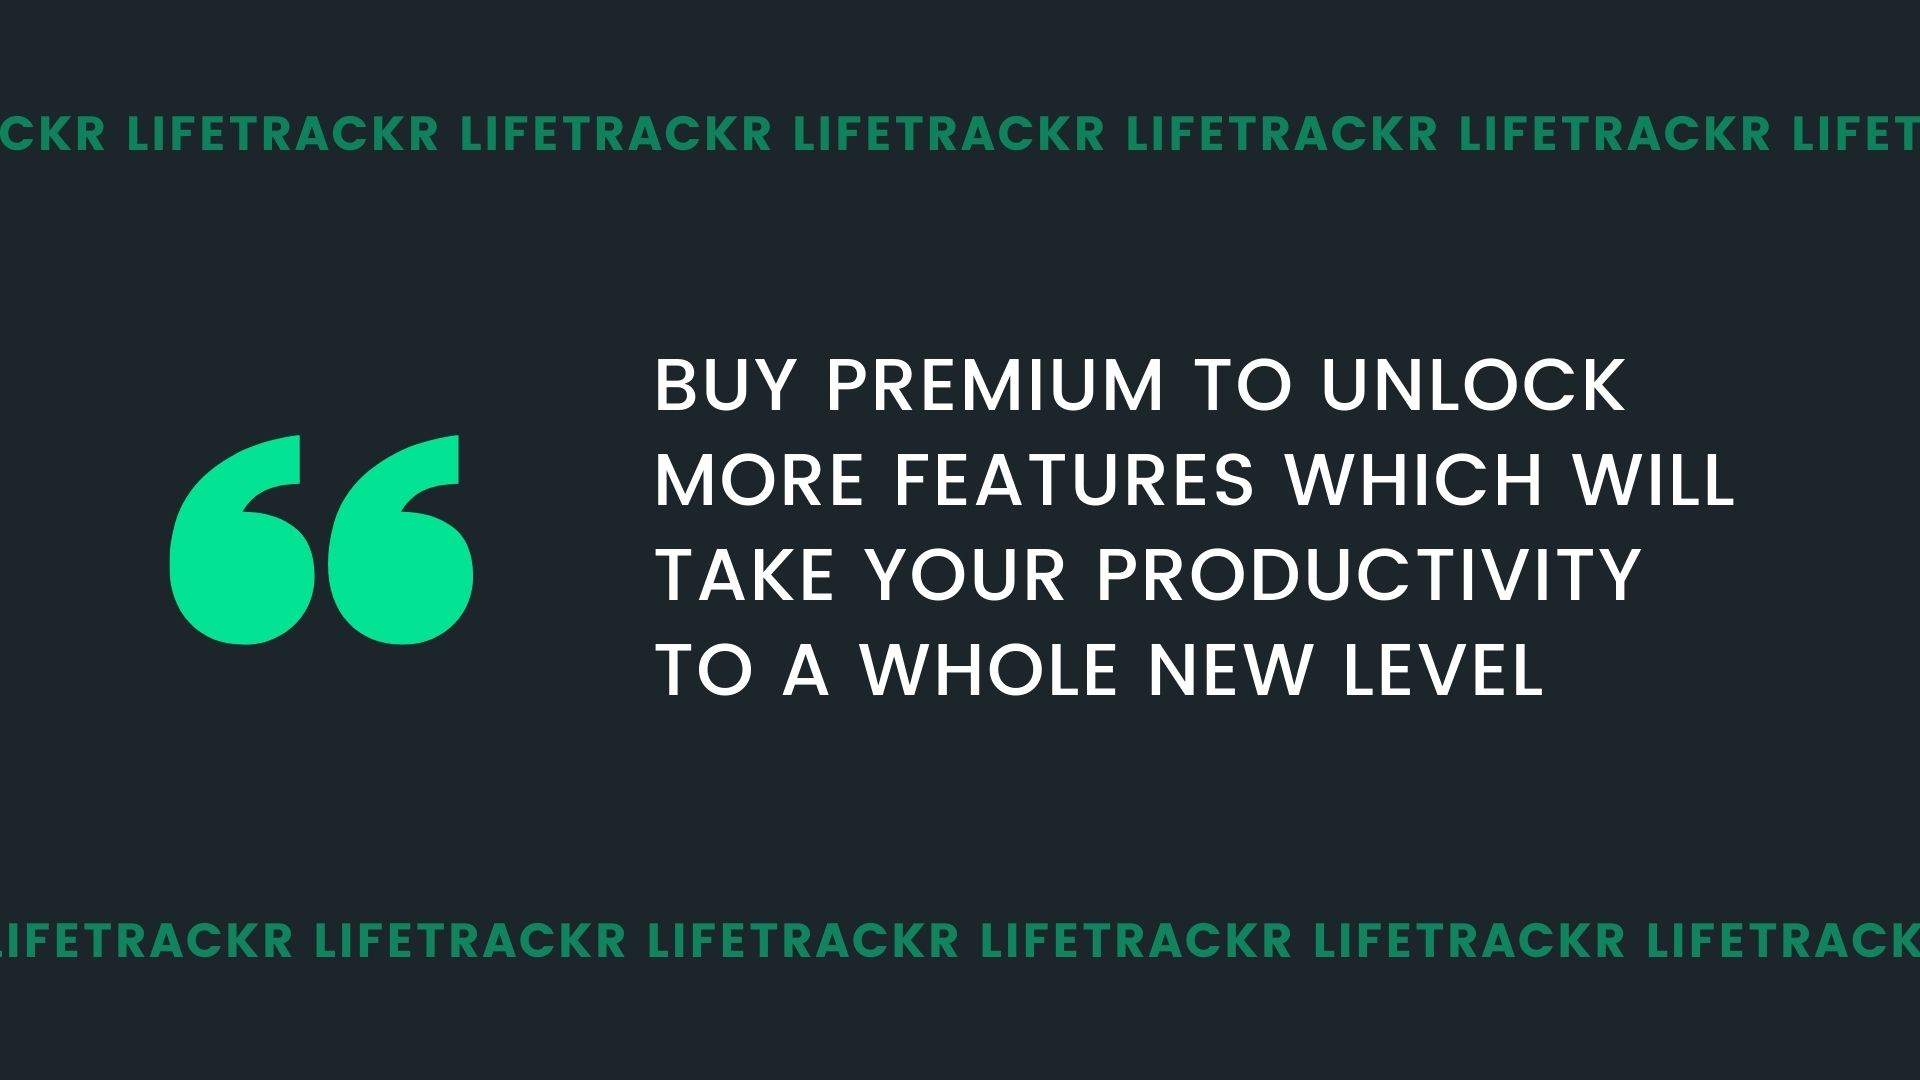 CKR LIFETRACKR LIFETRACKR LIFETRACKR LIFETRACKR LIFETRACKR LIFET
BUY PREMIUM TO UNLOCK
MORE FEATURES WHICH WILL
TAKE YOUR PRODUCTIVITY
TO A WHOLE NEW LEVEL
LIFETRACKR LIFETRACKR LIFETRACKR LIFETRACKR LIFETRACKR LIFETRACK